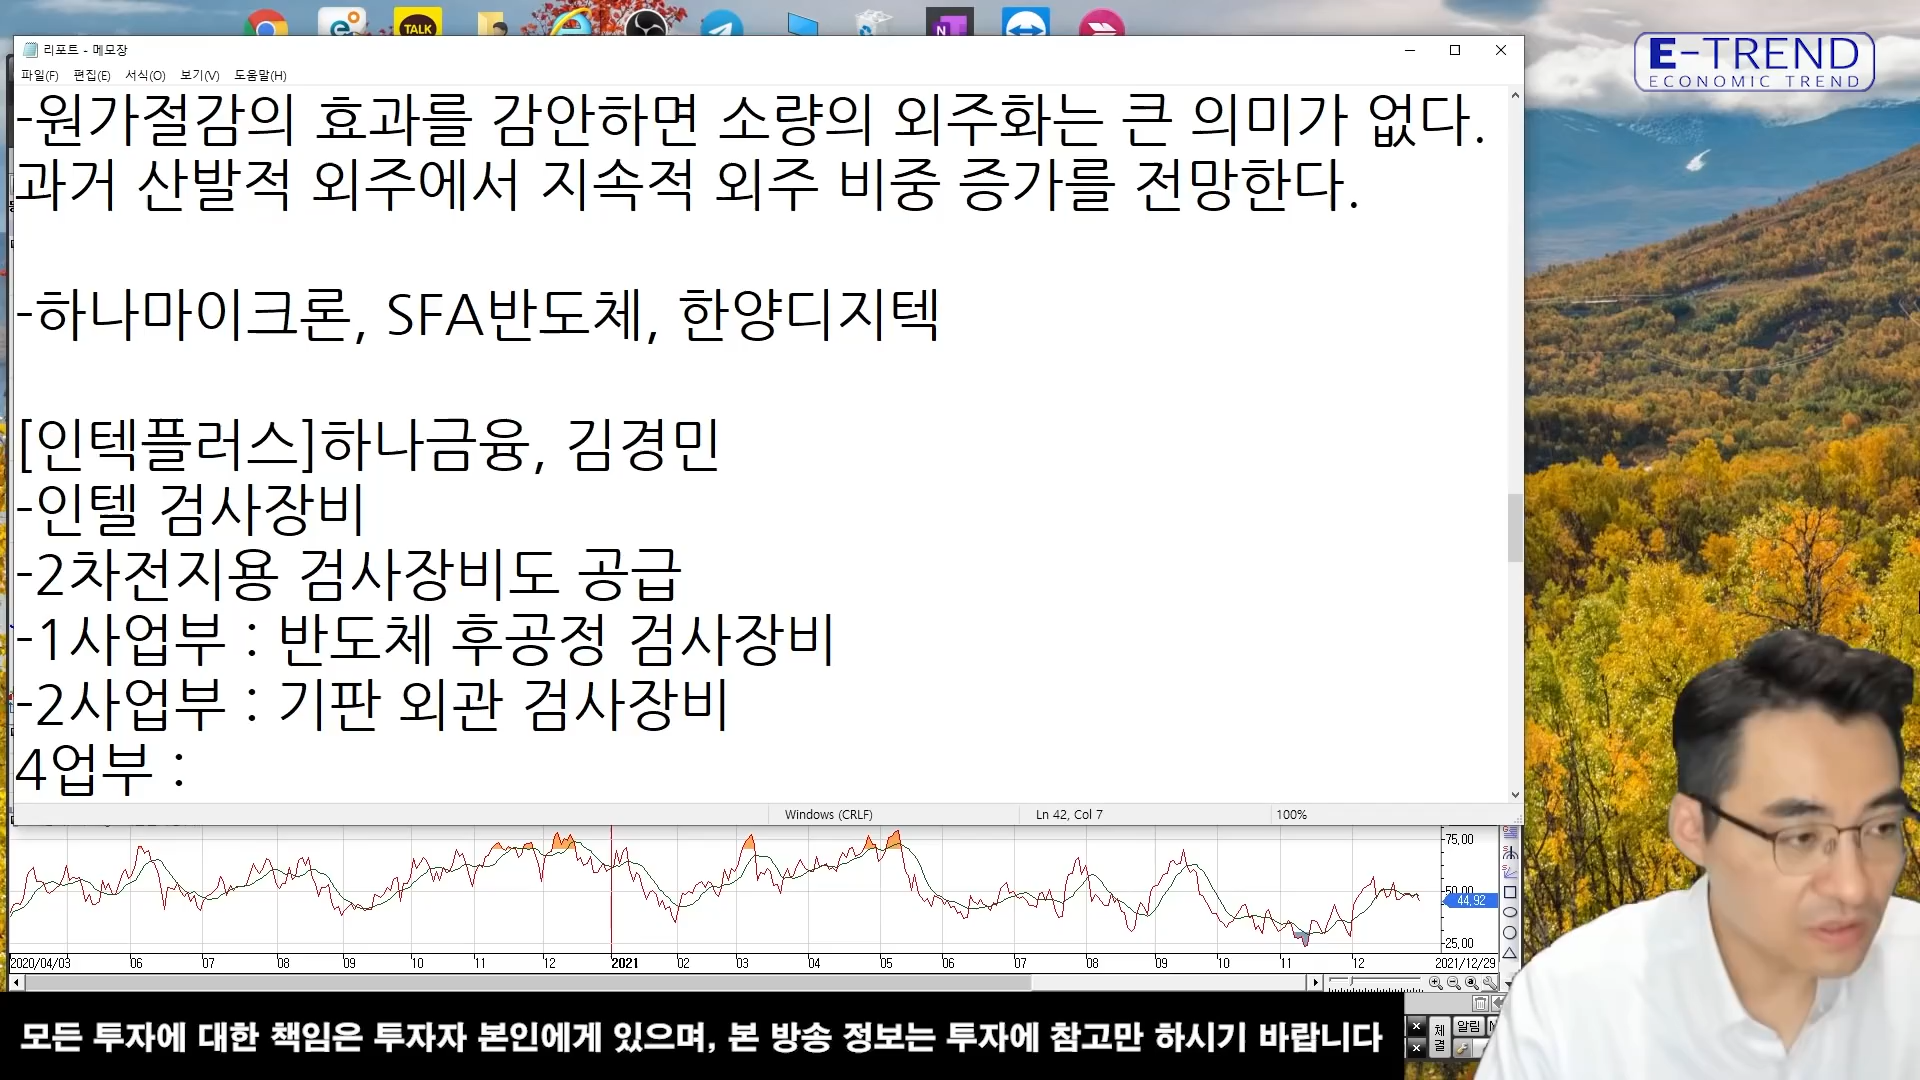 TALK
리포트 - 메모장
파일(F) 편집(E) 서식(O) 보기(V) 도움말(H)
E-TREND
ECONOMIC TREND
-원가절감의 효과를 감안하면 소량의 외주화는 큰 의미가 없다.
과거 산발적 외주에서 지속적 외주 비중 증가를 전망한다.
-하나마이크론, SFA반도체, 한양디지텍
[인텍플러스]하나금융, 김경민
-인텔 검사장비
-2차전지용 검사장비도 공급
-1사업부 : 반도체 후공정 검사장비
-2사업부 : 기판 외관 검사장비
4업부 :
Windows (CRLF)
Ln 42, Col 7
100%
75,00
50,00
44,92
25,00
2020/04/03 06 07 08 09 10 11 12 2021 02 03 04 05 06 07 08 09 10 11 12 2021/12/29
체결
알림
모든 투자에 대한 책임은 투자자 본인에게 있으며, 본 방송 정보는 투자에 참고만 하시기 바랍니다